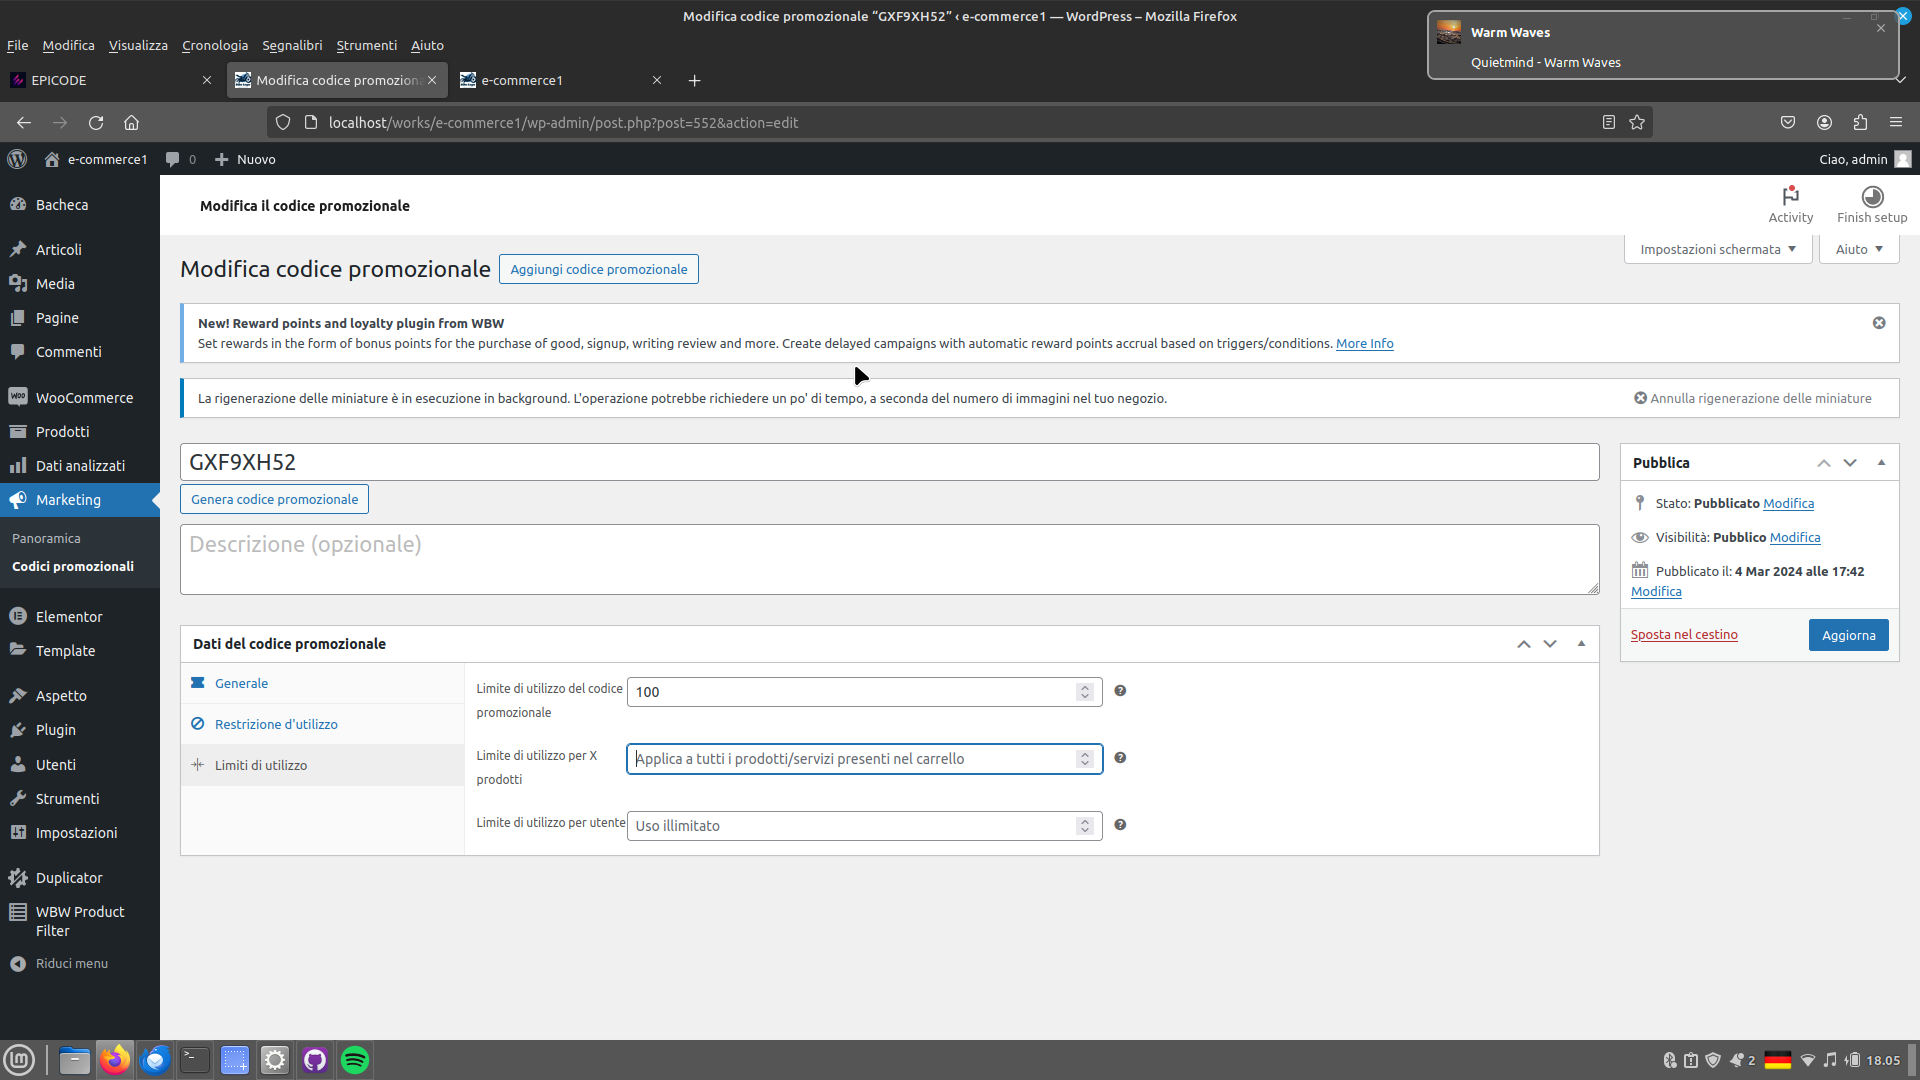 Modifica codice promozionale “GXF9XH52” ‹ e-commerce1 — WordPress – Mozilla Firefox
Warm Waves
Quietmind - Warm Waves
File Modifica Visualizza Cronologia Segnalibri Strumenti Aiuto
EPICODE
Modifica codice promozion
e-commerce1
localhost/works/e-commerce1/wp-admin/post.php?post=552&action=edit
e-commerce1
0
Nuovo
Ciao, admin
Bacheca
Articoli
Media
Pagine
Commenti
WooCommerce
Prodotti
Dati analizzati
Marketing
Panoramica
Codici promozionali
Elementor
Template
Aspetto
Plugin
Utenti
Strumenti
Impostazioni
Duplicator
WBW Product
Filter
Riduci menu
Modifica il codice promozionale
Activity
Finish setup
Impostazioni schermata
Aiuto
Modifica codice promozionale
Aggiungi codice promozionale
New! Reward points and loyalty plugin from WBW
Set rewards in the form of bonus points for the purchase of good, signup, writing review and more. Create delayed campaigns with automatic reward points accrual based on triggers/conditions. More Info
La rigenerazione delle miniature è in esecuzione in background. L'operazione potrebbe richiedere un po' di tempo, a seconda del numero di immagini nel tuo negozio.
Annulla rigenerazione delle miniature
GXF9XH52
Genera codice promozionale
Descrizione (opzionale)
Dati del codice promozionale
Generale
Restrizione d'utilizzo
Limiti di utilizzo
Limite di utilizzo del codice
promozionale
100
Limite di utilizzo per X
prodotti
Applica a tutti i prodotti/servizi presenti nel carrello
Limite di utilizzo per utente
Uso illimitato
Pubblica
Stato: Pubblicato Modifica
Visibilità: Pubblico Modifica
Pubblicato il: 4 Mar 2024 alle 17:42
Modifica
Sposta nel cestino
Aggiorna
2
18.05